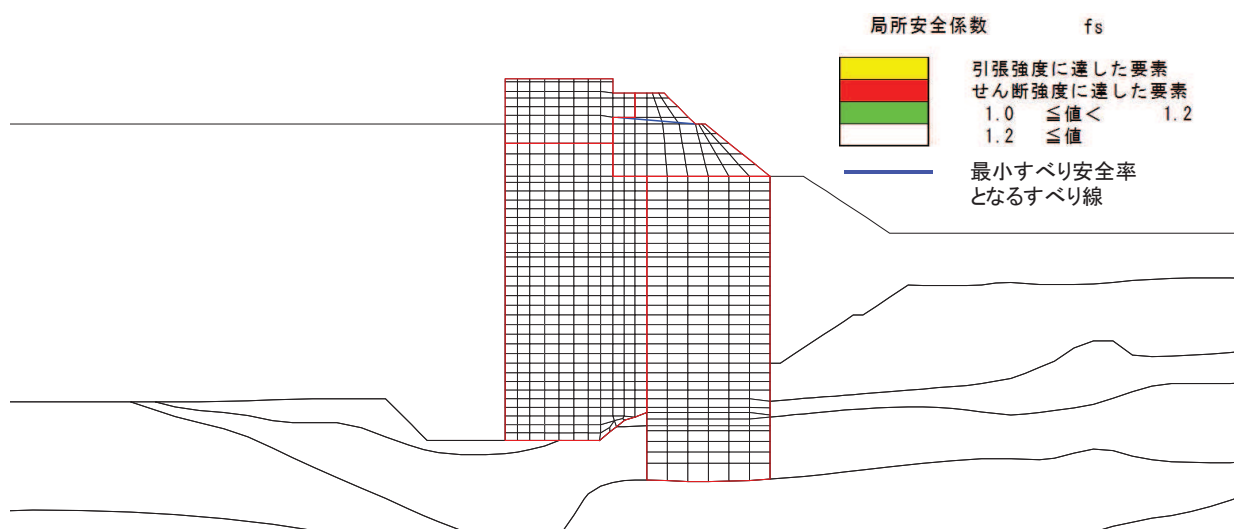 局所安全係数 fs
引張強度に達した要素
せん断強度に達した要素
1.0 ≦値< 1.2
1.2 ≦値
最小すべり安全率
となるすべり線